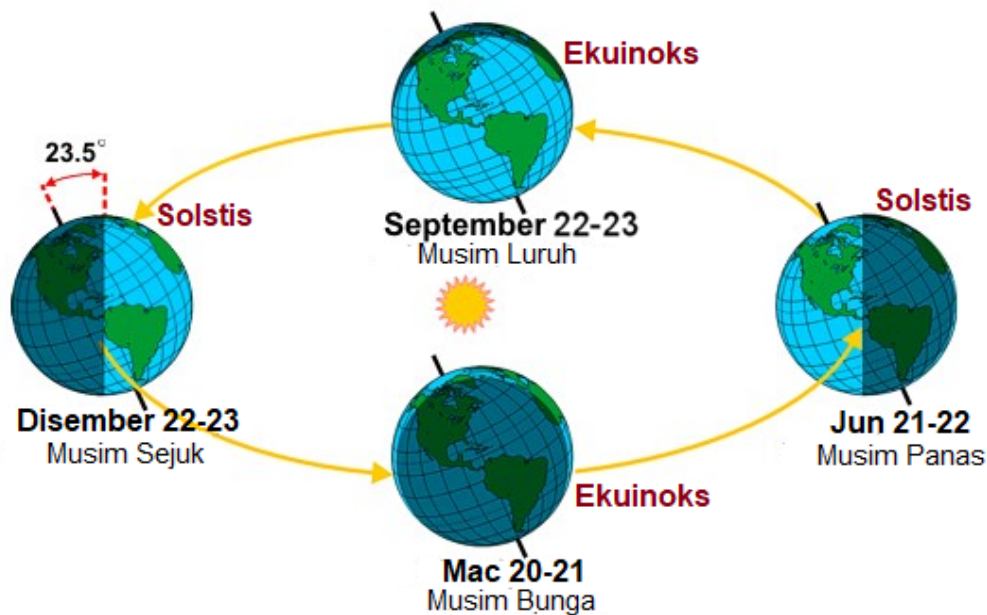 Ekuinoks
23.5°
Solstis
September 22-23
Musim Luruh
Solstis
Disember 22-23
Musim Sejuk
Jun 21-22
Musim Panas
Ekuinoks
Mac 20-21
Musim Bunga